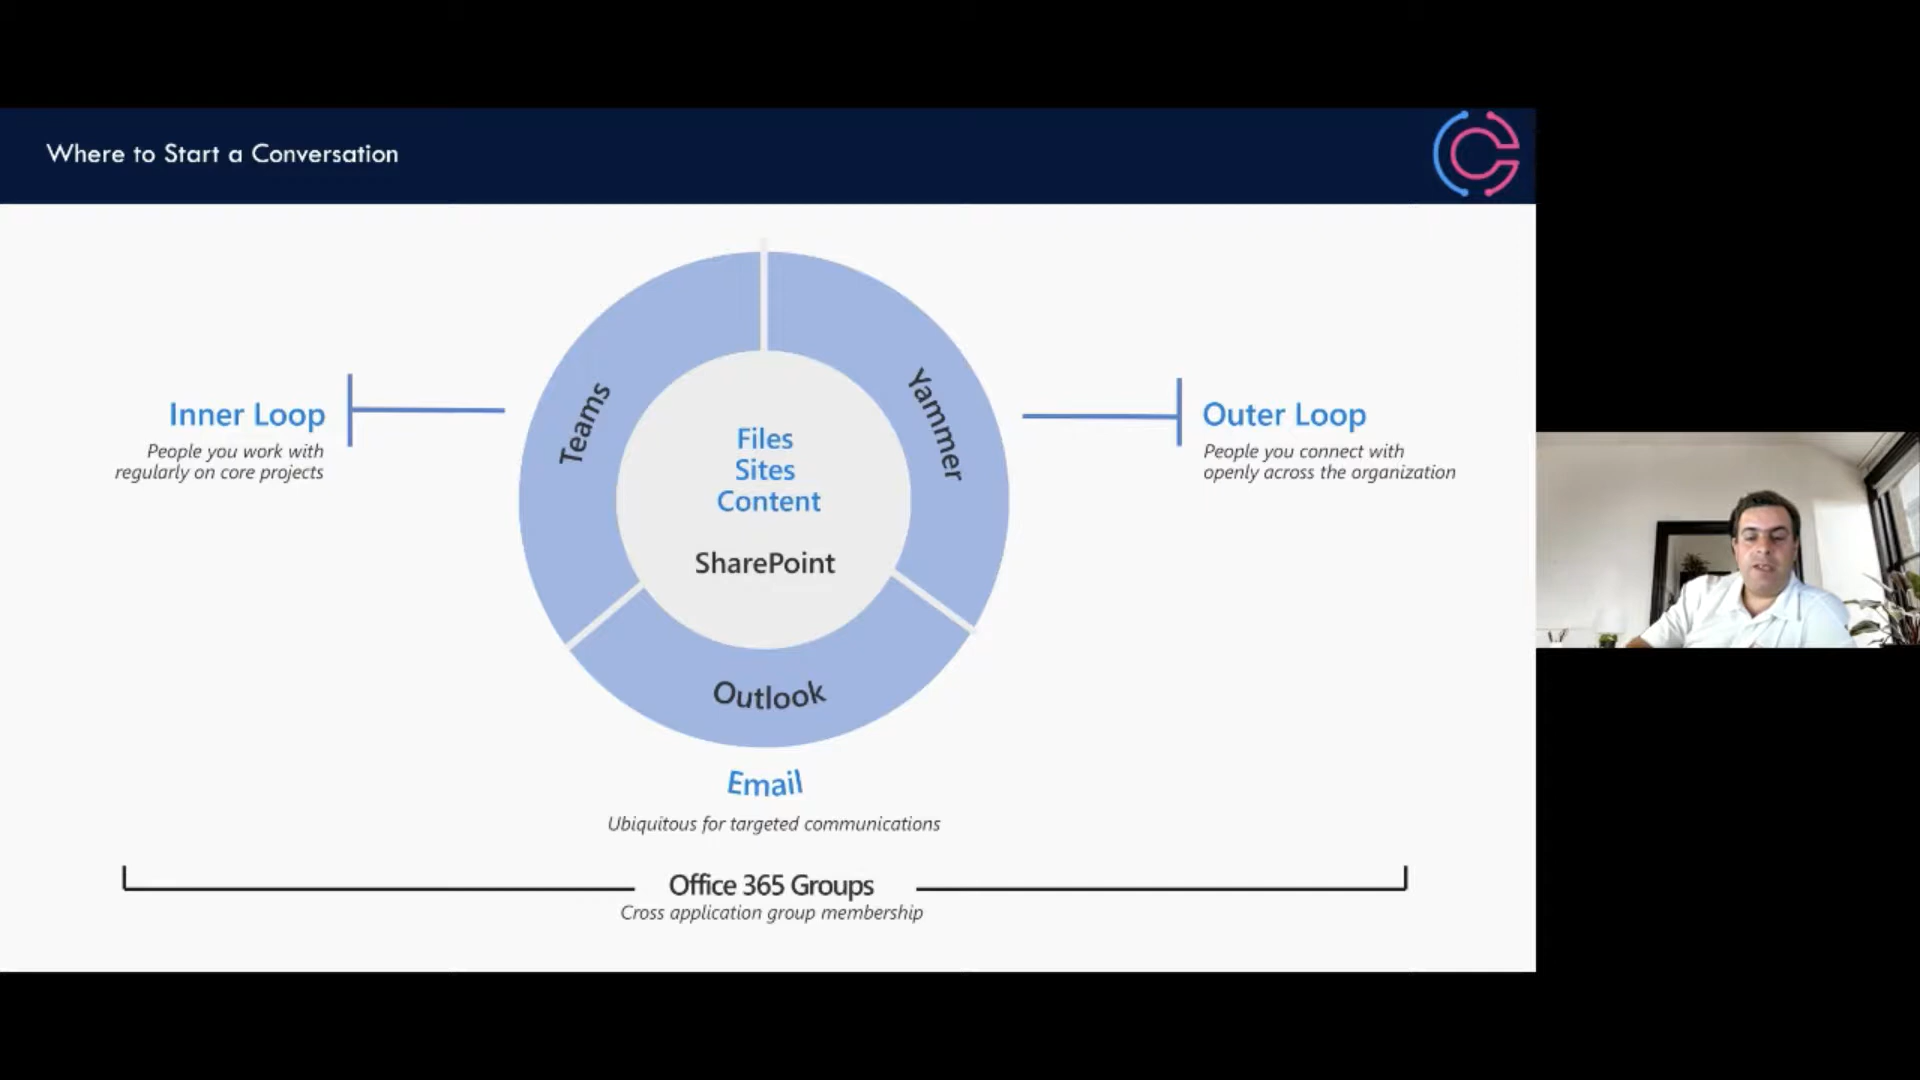 Where to Start a Conversation
Inner Loop
People you work with
regularly on core projects
Teams
Yammer
Files
Sites
Content
SharePoint
Outlook
Outer Loop
People you connect with
openly across the organization
Email
Ubiquitous for targeted communications
Office 365 Groups
Cross application group membership